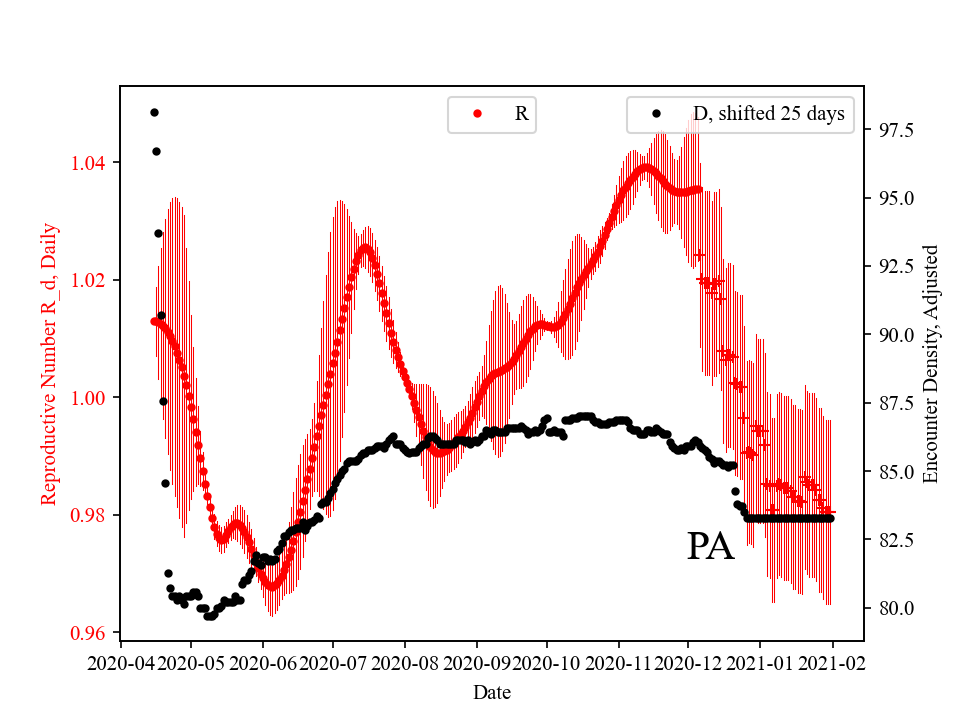 R
D, shifted 25 days
Reproductive Number R_d, Daily
1.04
1.02
1.00
0.98
0.96
97.5
95.0
92.5
90.0
87.5
85.0
82.5
80.0
Encounter Density, Adjusted
PA
2020-04 2020-05 2020-06 2020-07 2020-08 2020-09 2020-10 2020-11 2020-12 2021-01 2021-02
Date